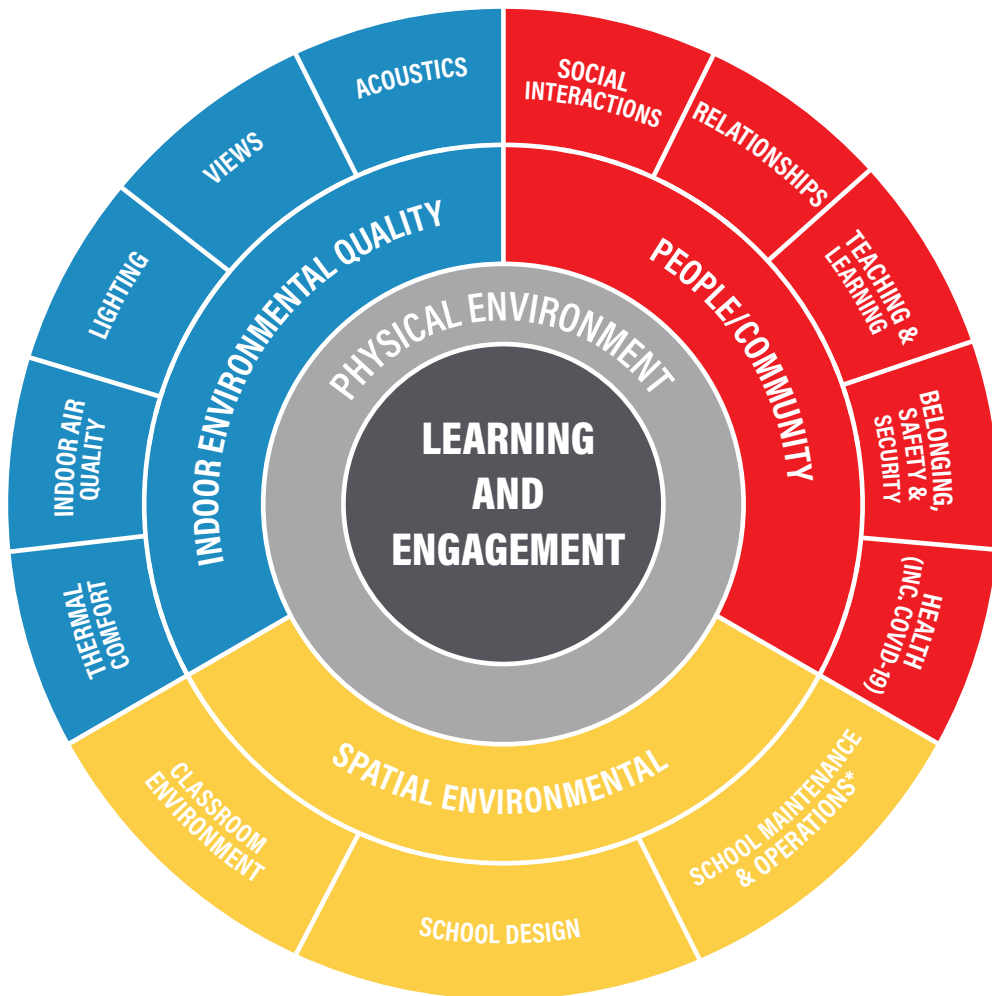 LEARNING
AND
ENGAGEMENT
PHYSICAL ENVIRONMENT
INDOOR ENVIRONMENTAL QUALITY
PEOPLE/COMMUNITY
SPATIAL ENVIRONMENTAL
ACOUSTICS
VIEWS
LIGHTING
INDOOR AIR
QUALITY
THERMAL
COMFORT
SOCIAL
INTERACTIONS
RELATIONSHIPS
TEACHING &
LEARNING
BELONGING,
SAFETY &
SECURITY
HEALTH
(INC. COVID-19)
SCHOOL MAINTENANCE
& OPERATIONS*
SCHOOL DESIGN
CLASSROOM
ENVIRONMENT